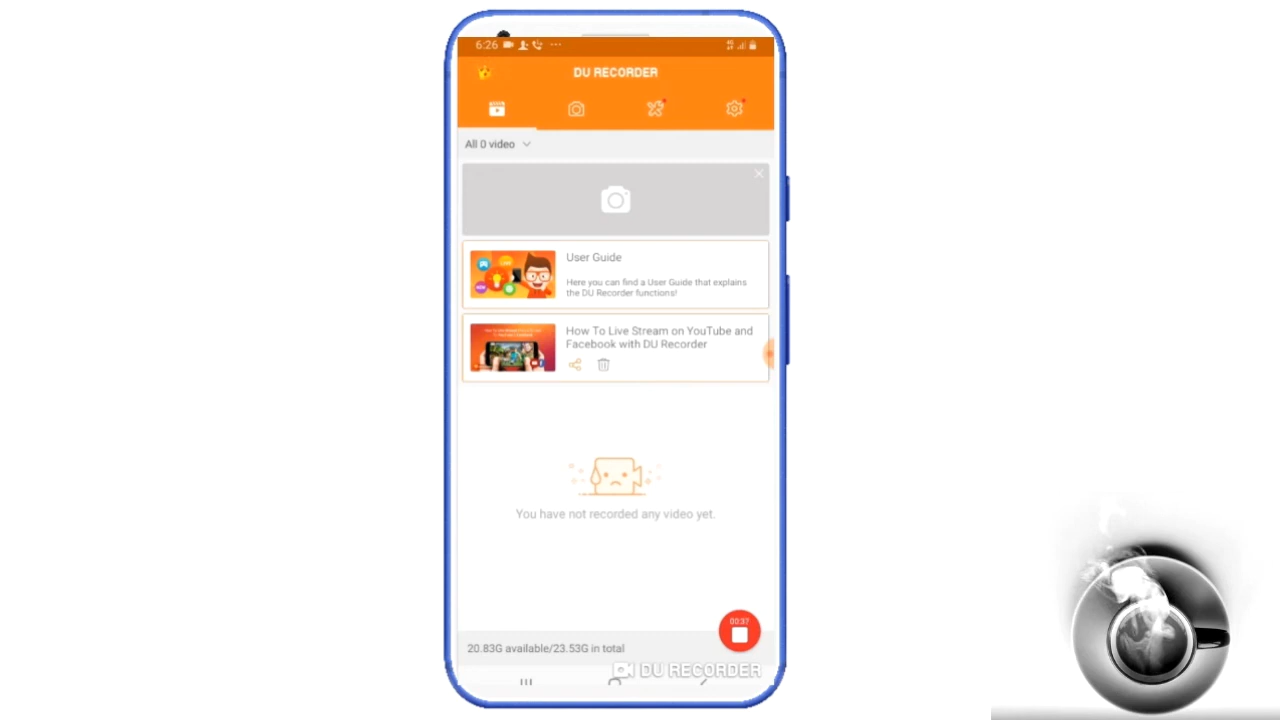 6:26
DU RECORDER
All 0 video
User Guide
Here you can find a User Guide that explains
the DU Recorder functions!
How To Live Stream on YouTube and
Facebook with DU Recorder
You have not recorded any video yet.
00:37
20.83G available/23.53G in total
DU RECORDER